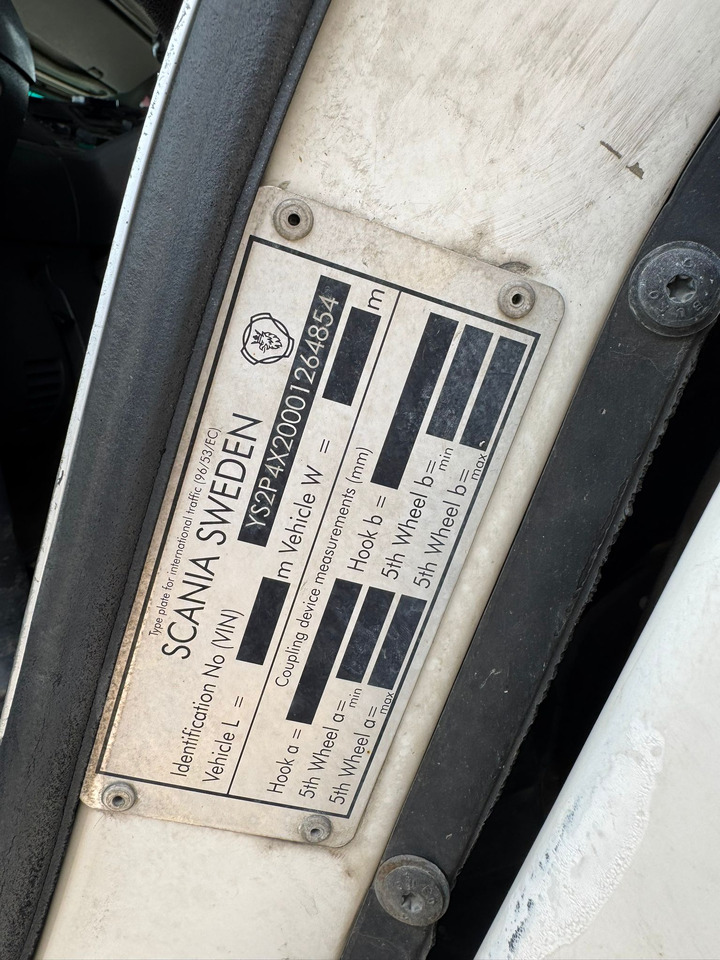 Type plate for international traffic (96/53/EC)
SCANIA SWEDEN
Identification No (VIN) YS2P4X20001264854
Vehicle L = m Vehicle W = m
Coupling device measurements (mm)
Hook a = Hook b =
5th Wheel a= min 5th Wheel b= min
5th Wheel a= max 5th Wheel b= max